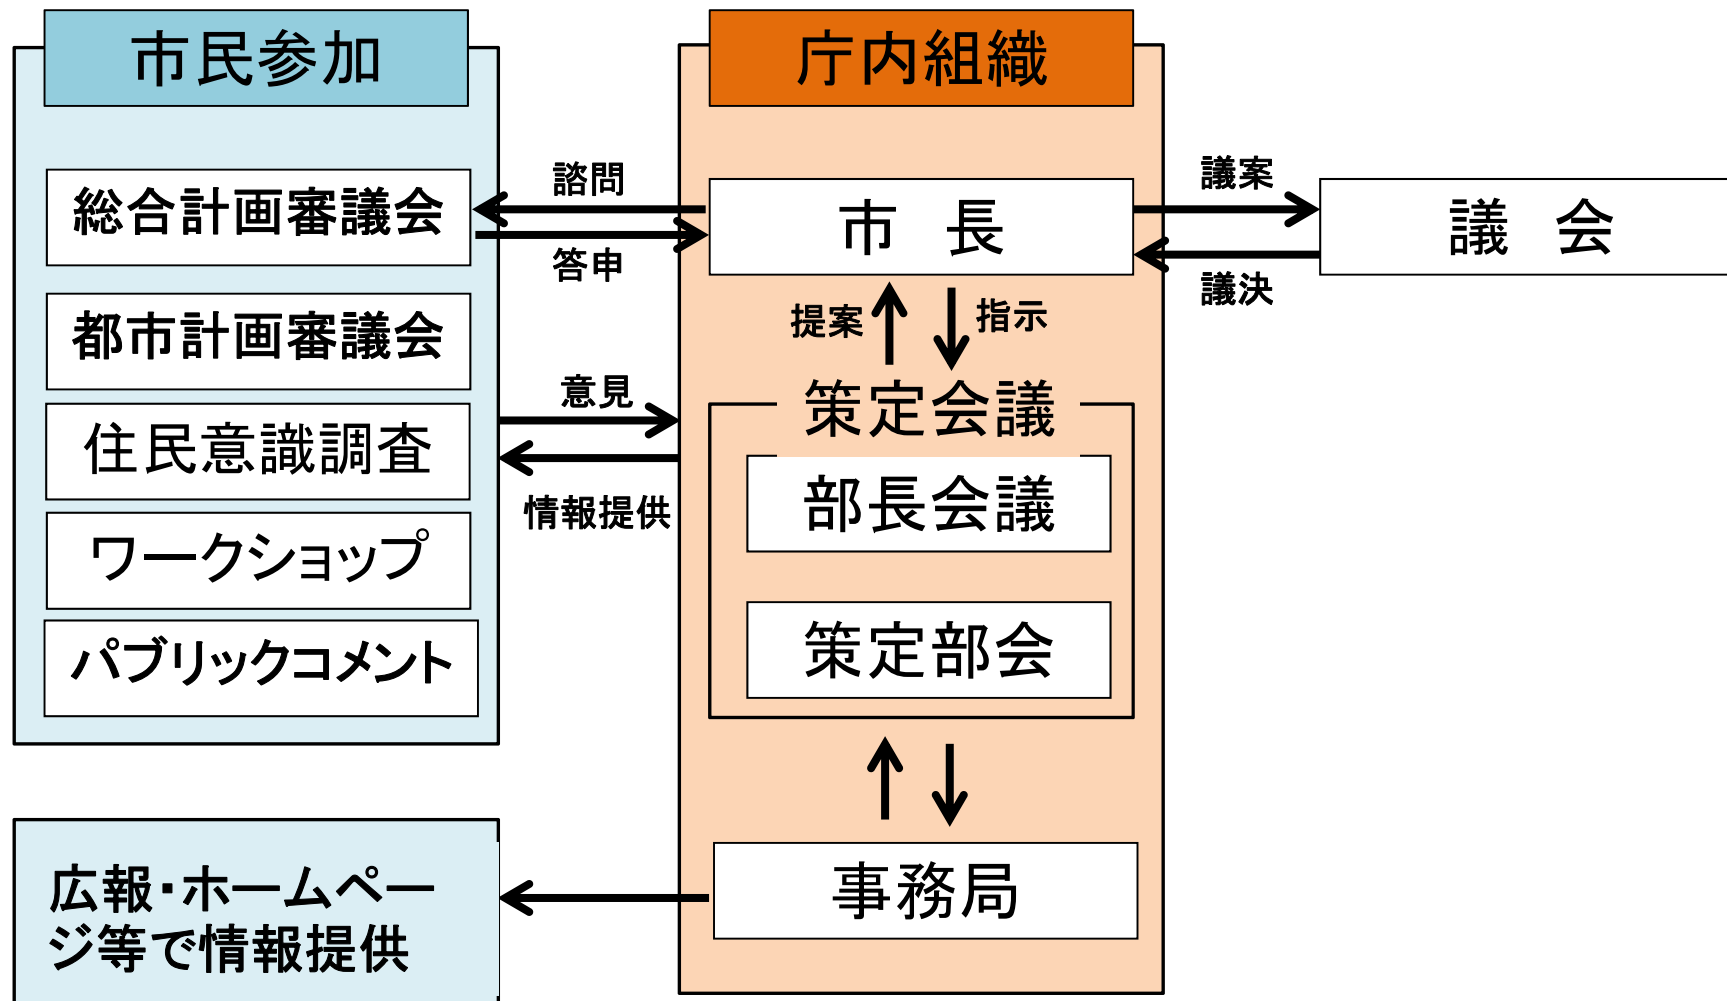 市民参加
総合計画審議会
都市計画審議会
住民意識調査
ワークショップ
パブリックコメント
広報・ホームペー
ジ等で情報提供
諮問
答申
意見
情報提供
庁内組織
市　長
提案
指示
策定会議
部長会議
策定部会
事務局
議案
議決
議　会